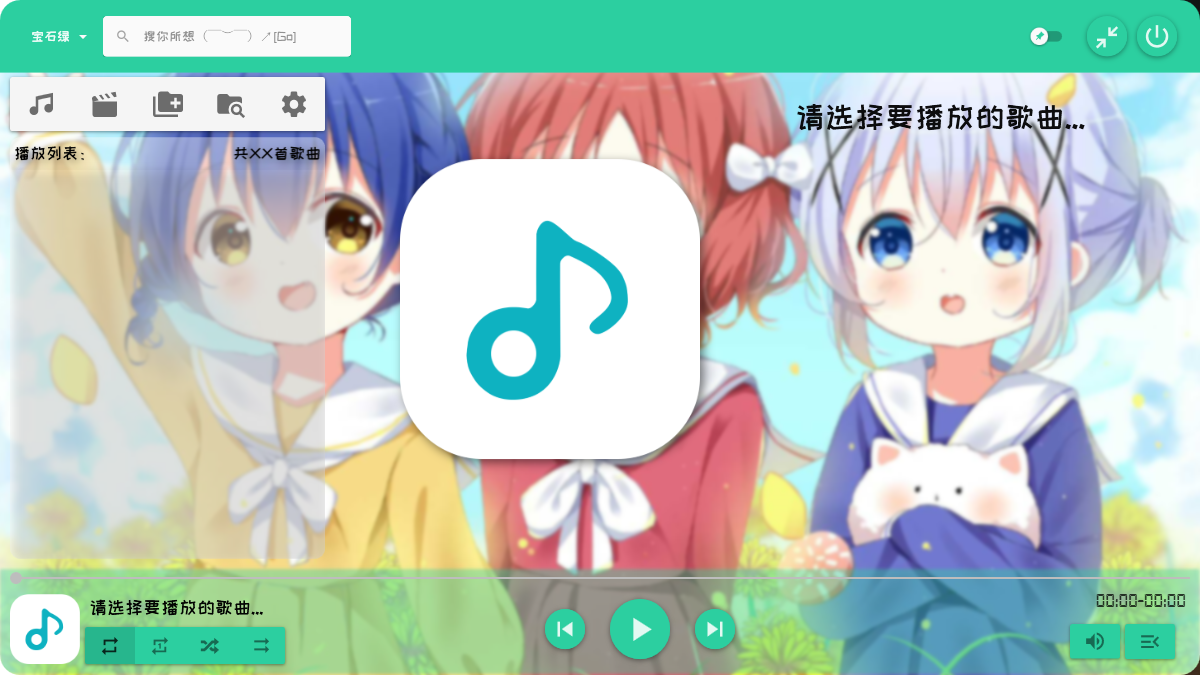 宝石绿
搜你所想 (︶) ↗[Go]
请选择要播放的歌曲...
播放列表:
共XX首歌曲
请选择要播放的歌曲...
00:00-00:00